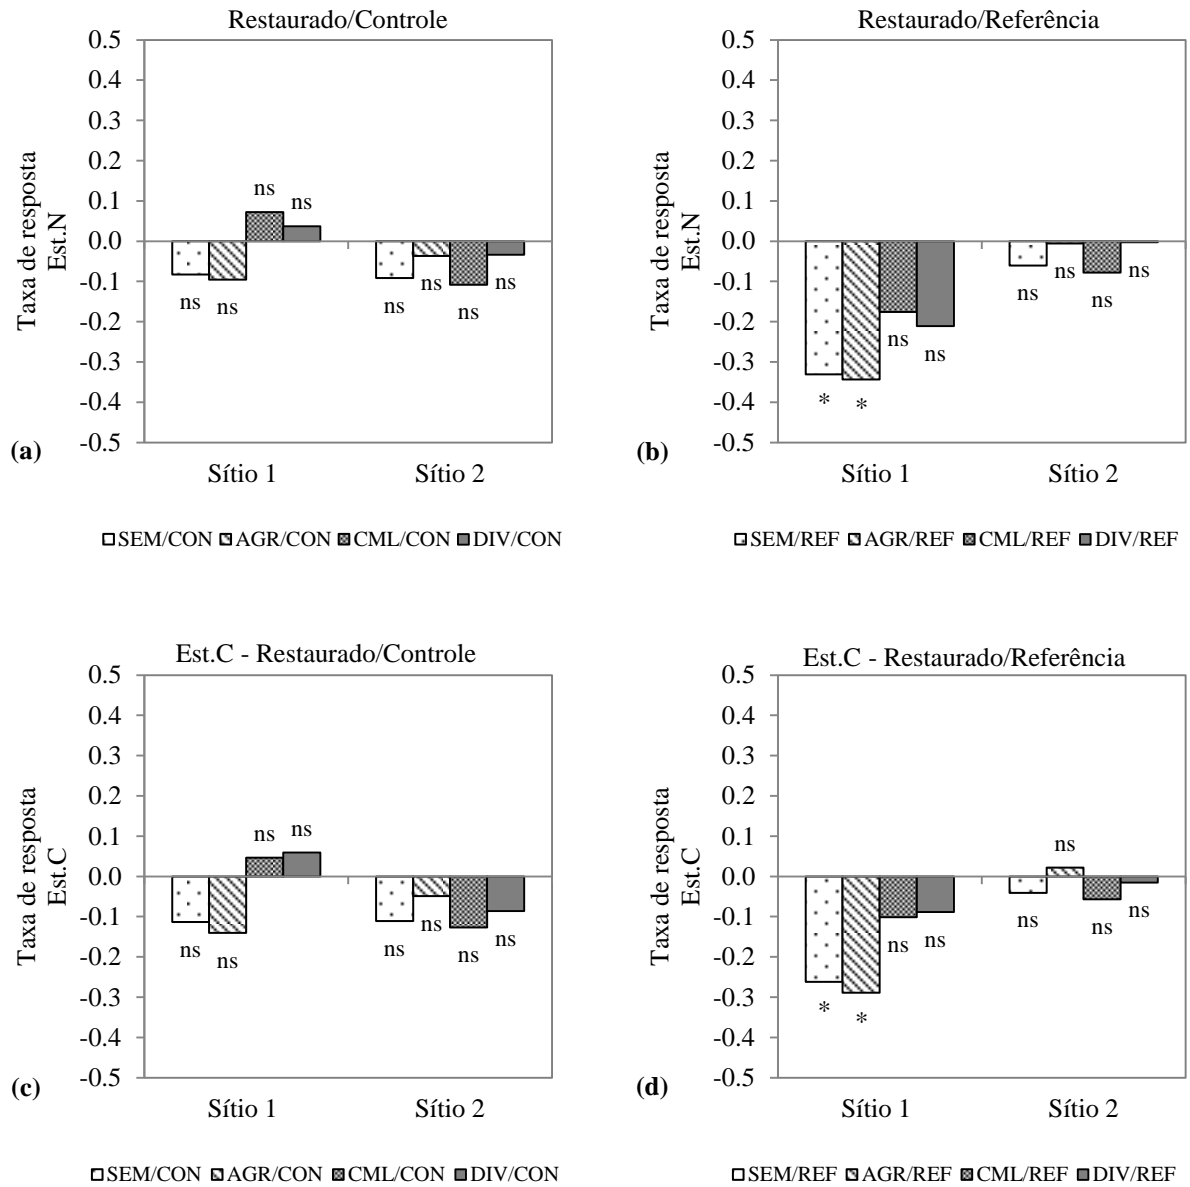 Restaurado/Controle
0.5
0.4
0.3
0.2
0.1
0.0
-0.1
-0.2
-0.3
-0.4
-0.5
Taxa de resposta
Est.N
ns
ns
ns
ns
ns
ns
ns
ns
(a)
Sítio 1
Sítio 2
SEM/CON AGR/CON CML/CON DIV/CON
Restaurado/Referência
0.5
0.4
0.3
0.2
0.1
0.0
-0.1
-0.2
-0.3
-0.4
-0.5
Taxa de resposta
Est.N
*
*
ns
ns
ns
ns
ns
ns
(b)
Sítio 1
Sítio 2
SEM/REF AGR/REF CML/REF DIV/REF
Est.C - Restaurado/Controle
0.5
0.4
0.3
0.2
0.1
0.0
-0.1
-0.2
-0.3
-0.4
-0.5
Taxa de resposta
Est.C
ns
ns
ns
ns
ns
ns
ns
ns
(c)
Sítio 1
Sítio 2
SEM/CON AGR/CON CML/CON DIV/CON
Est.C - Restaurado/Referência
0.5
0.4
0.3
0.2
0.1
0.0
-0.1
-0.2
-0.3
-0.4
-0.5
Taxa de resposta
Est.C
*
*
ns
ns
ns
ns
ns
ns
(d)
Sítio 1
Sítio 2
SEM/REF AGR/REF CML/REF DIV/REF